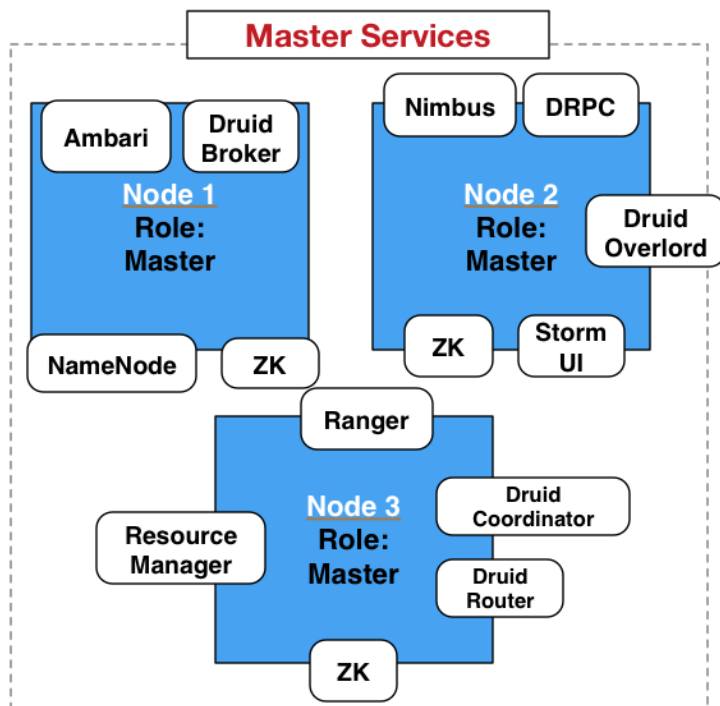 Master Services
Ambari
Druid
Broker
Node 1
Role:
Master
NameNode
ZK
Nimbus
DRPC
Node 2
Role:
Master
Druid
Overlord
ZK
Storm
UI
Ranger
Node 3
Role:
Master
Resource
Manager
Druid
Coordinator
Druid
Router
ZK